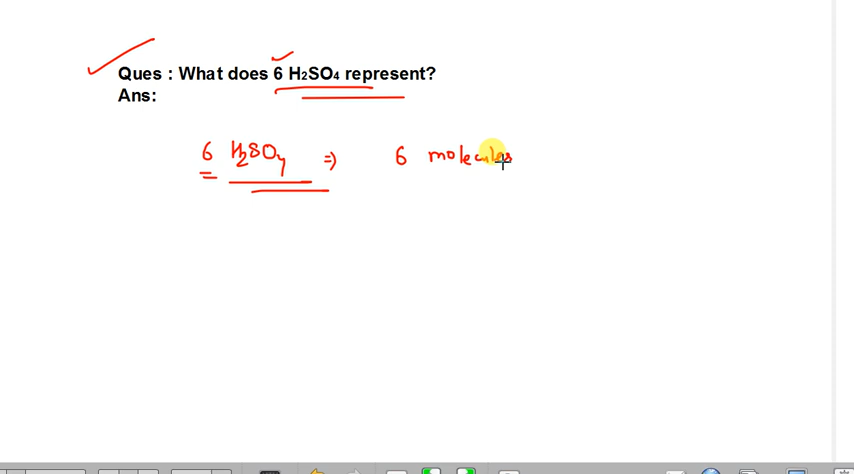 Ques : What does 6 H2SO4 represent?
Ans:
6 H2SO4 ⇒ 6 molecules